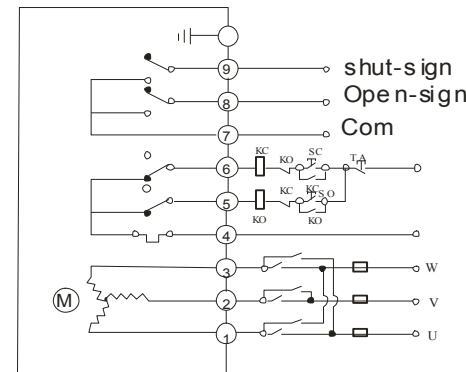 9 shut-sign
8 Open-sign
7 Com
KC KO SC TA
6
KC KC SO
5
KO KO
4
3 W
M 2 V
1 U